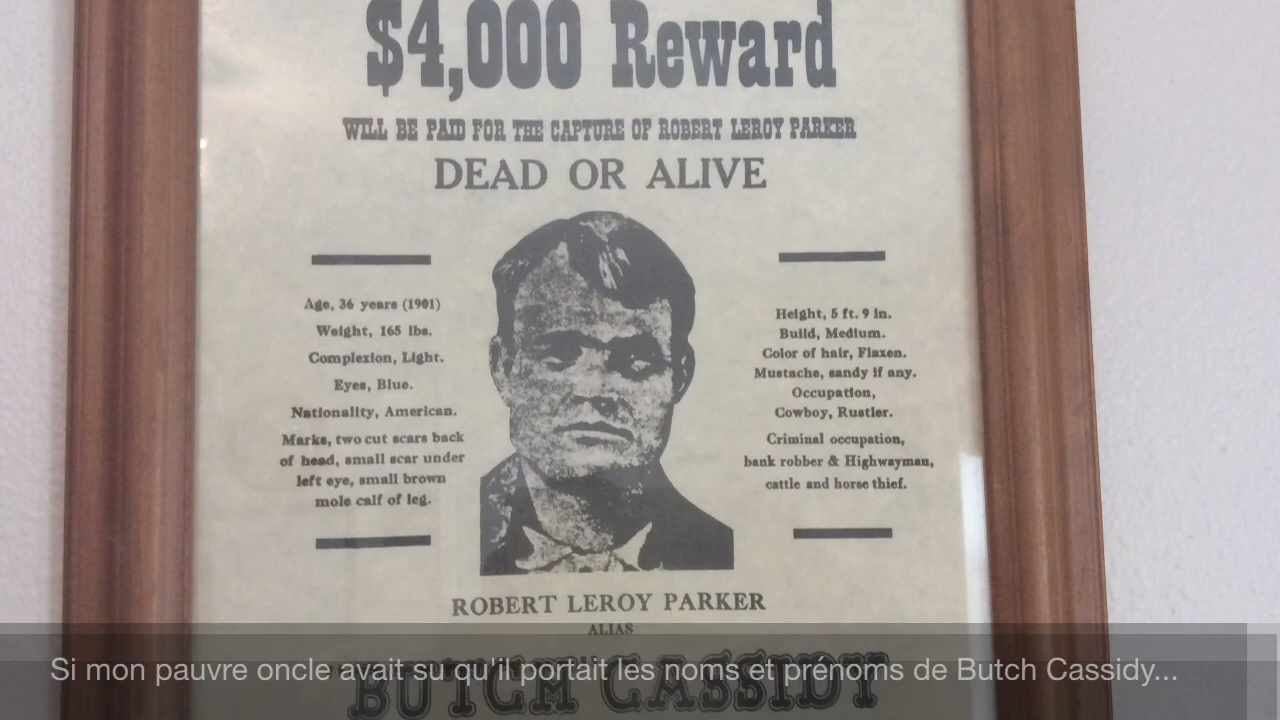 $4,000 Reward
WILL BE PAID FOR THE CAPTURE OF ROBERT LEROY PARKER
DEAD OR ALIVE
Age, 36 years (1901)
Weight, 165 lbs.
Complexion, Light.
Eyes, Blue.
Nationality, American.
Marks, two cut scars back
of head, small scar under
left eye, small brown
mole calf of leg.
Height, 5 ft. 9 in.
Build, Medium.
Color of hair, Flaxen.
Mustache, sandy if any.
Occupation,
Cowboy, Rustler.
Criminal occupation,
bank robber & Highwayman,
cattle and horse thief.
ROBERT LEROY PARKER
ALIAS
BUTCH CASSIDY
Si mon pauvre oncle avait su qu'il portait les noms et prénoms de Butch Cassidy...